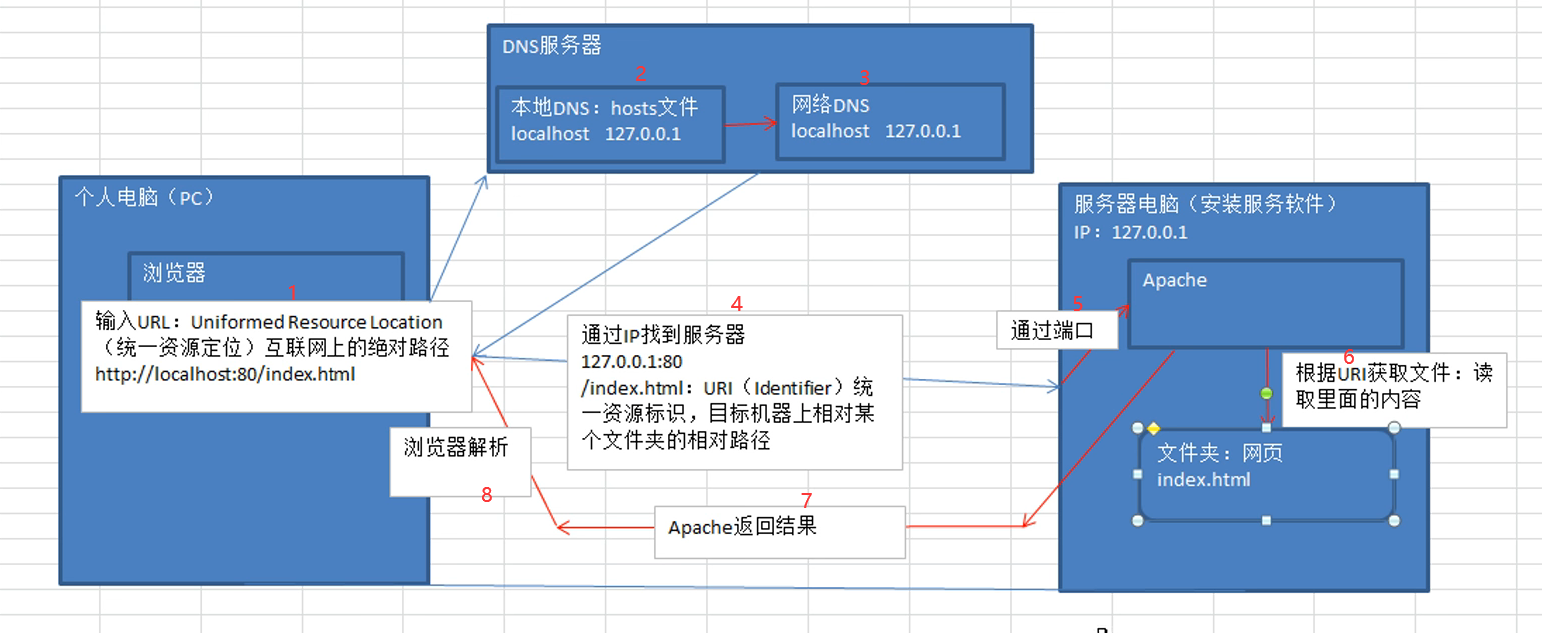 DNS服务器
2
本地DNS：hosts文件
localhost 127.0.0.1
3
网络DNS
localhost 127.0.0.1
个人电脑（PC）
浏览器
1
输入URL：Uniformed Resource Location
（统一资源定位）互联网上的绝对路径
http://localhost:80/index.html
4
通过IP找到服务器
127.0.0.1:80
/index.html：URI（Identifier）统
一资源标识，目标机器上相对某
个文件夹的相对路径
服务器电脑（安装服务软件）
IP：127.0.0.1
Apache
5
通过端口
6
根据URI获取文件：读
取里面的内容
文件夹：网页
index.html
7
Apache返回结果
浏览器解析
8